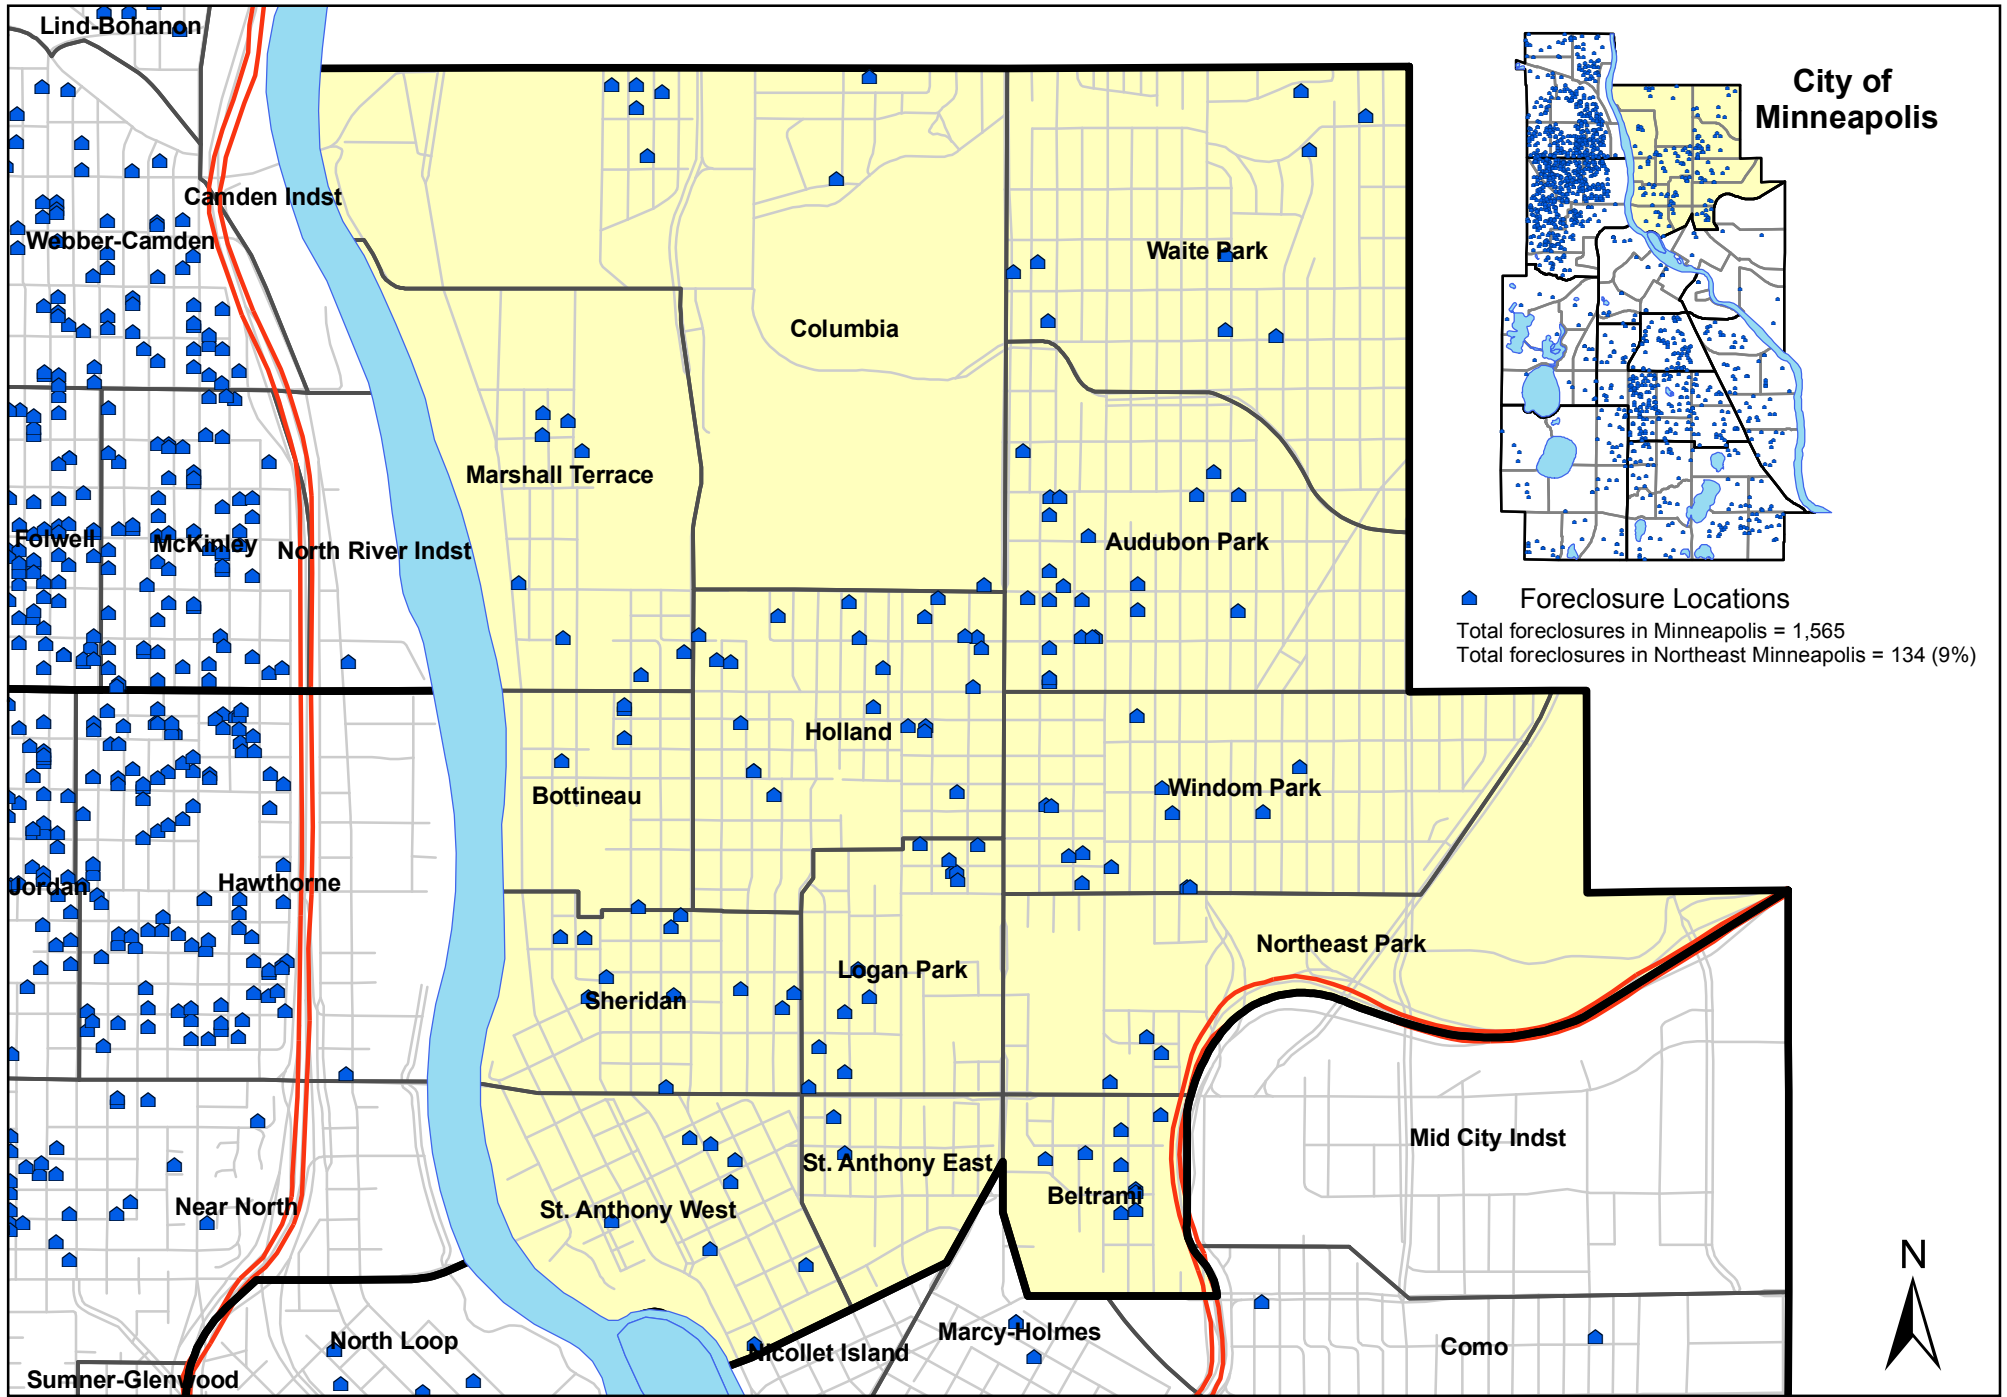 Lind-Bohanon
City of
Minneapolis
Camden Indst
Webber-Camden
Waite Park
Columbia
Marshall Terrace
Folwell
McKinley
North River Indst
Audubon Park
Foreclosure Locations
Total foreclosures in Minneapolis = 1,565
Total foreclosures in Northeast Minneapolis = 134 (9%)
Holland
Windom Park
Bottineau
Jordan
Hawthorne
Northeast Park
Logan Park
Sheridan
Mid City Indst
St. Anthony East
Beltrami
Near North
St. Anthony West
N
North Loop
Marcy-Holmes
Nicollet Island
Como
Sumner-Glenwood